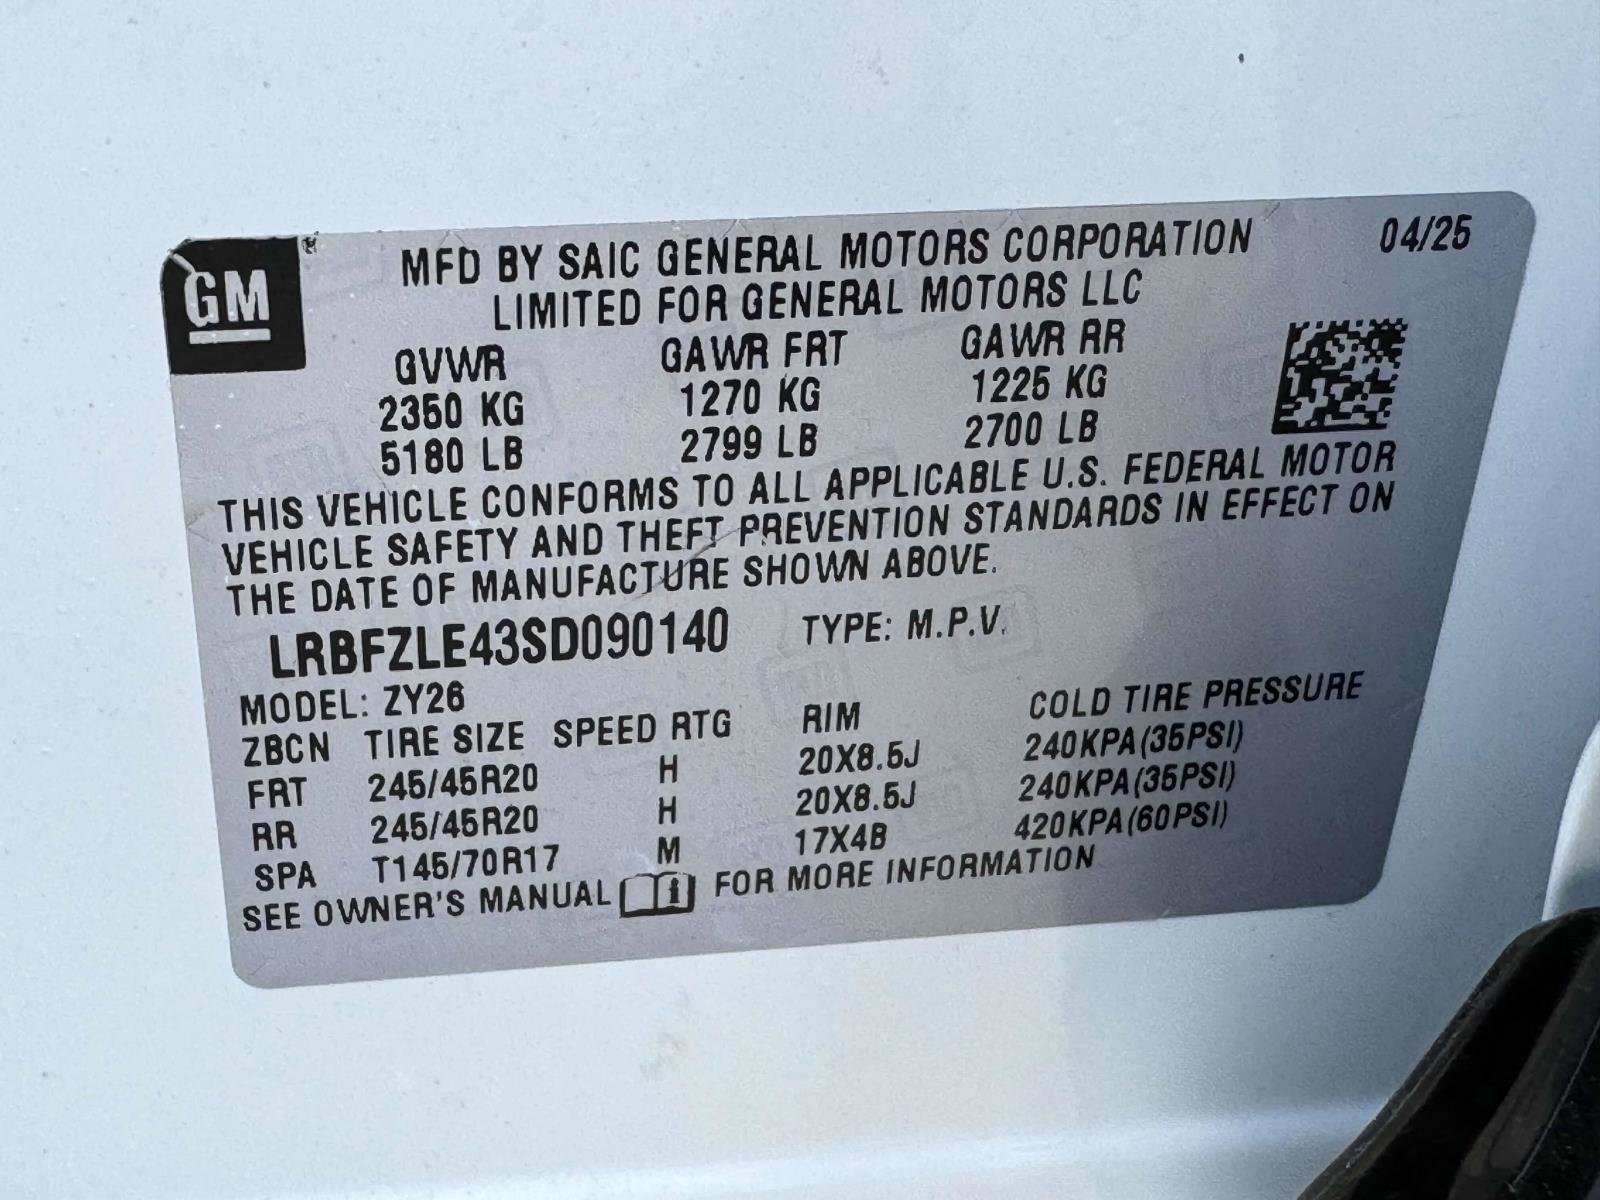 GM ®
MFD BY SAIC GENERAL MOTORS CORPORATION 04/25
LIMITED FOR GENERAL MOTORS LLC
GVWR GAWR FRT GAWR RR
2350 KG 1270 KG 1225 KG
5180 LB 2799 LB 2700 LB
THIS VEHICLE CONFORMS TO ALL APPLICABLE U.S. FEDERAL MOTOR
VEHICLE SAFETY AND THEFT PREVENTION STANDARDS IN EFFECT ON
THE DATE OF MANUFACTURE SHOWN ABOVE.
LRBFZLE43SD090140 TYPE: M.P.V.
MODEL: ZY26
ZBCN TIRE SIZE SPEED RTG RIM COLD TIRE PRESSURE
FRT 245/45R20 H 20X8.5J 240KPA(35PSI)
RR 245/45R20 H 20X8.5J 240KPA(35PSI)
SPA T145/70R17 M 17X4B 420KPA(60PSI)
SEE OWNER'S MANUAL FOR MORE INFORMATION